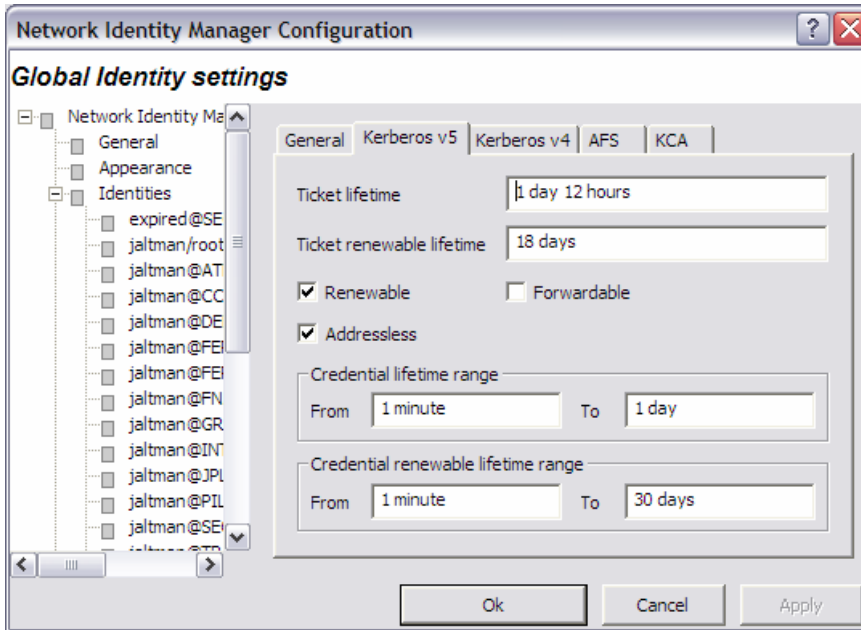 Network Identity Manager Configuration
Global Identity settings
Network Identity Ma
General
Appearance
Identities
expired@SE
jaltman/root
jaltman@AT
jaltman@CC
jaltman@DE
jaltman@FE
jaltman@FE
jaltman@FN
jaltman@GR
jaltman@IN
jaltman@JPL
jaltman@PIL
jaltman@SE
General Kerberos v5 Kerberos v4 AFS KCA
Ticket lifetime 1 day 12 hours
Ticket renewable lifetime 18 days
Renewable Forwardable
Addressless
Credential lifetime range
From 1 minute To 1 day
Credential renewable lifetime range
From 1 minute To 30 days
Ok Cancel Apply